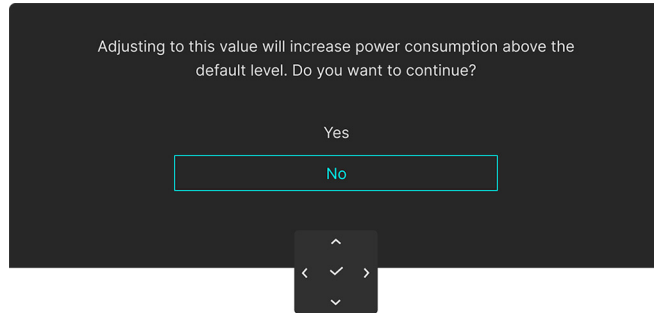 Adjusting to this value will increase power consumption above the
default level. Do you want to continue?
Yes
No